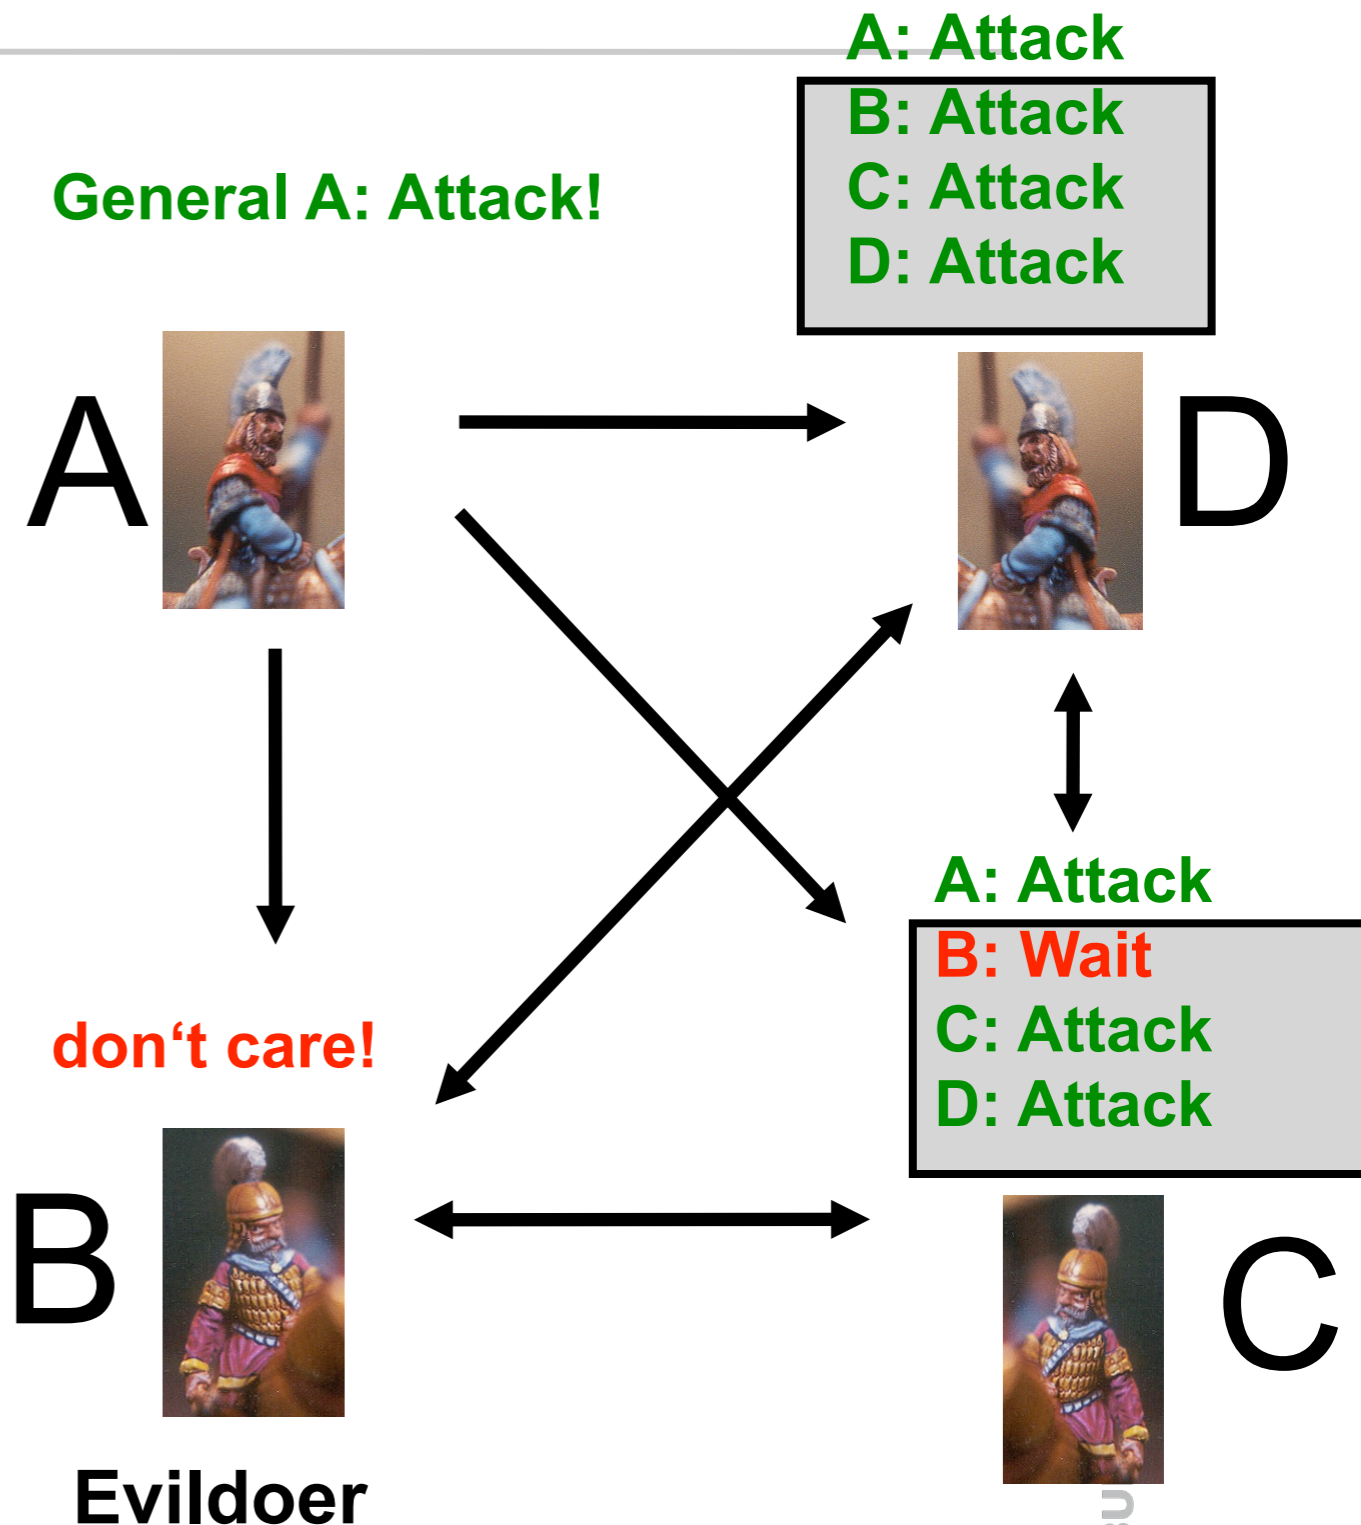 A: Attack
B: Attack
C: Attack
D: Attack
General A: Attack!
A
D
A: Attack
B: Wait
C: Attack
D: Attack
don‘t care!
B
C
Evildoer